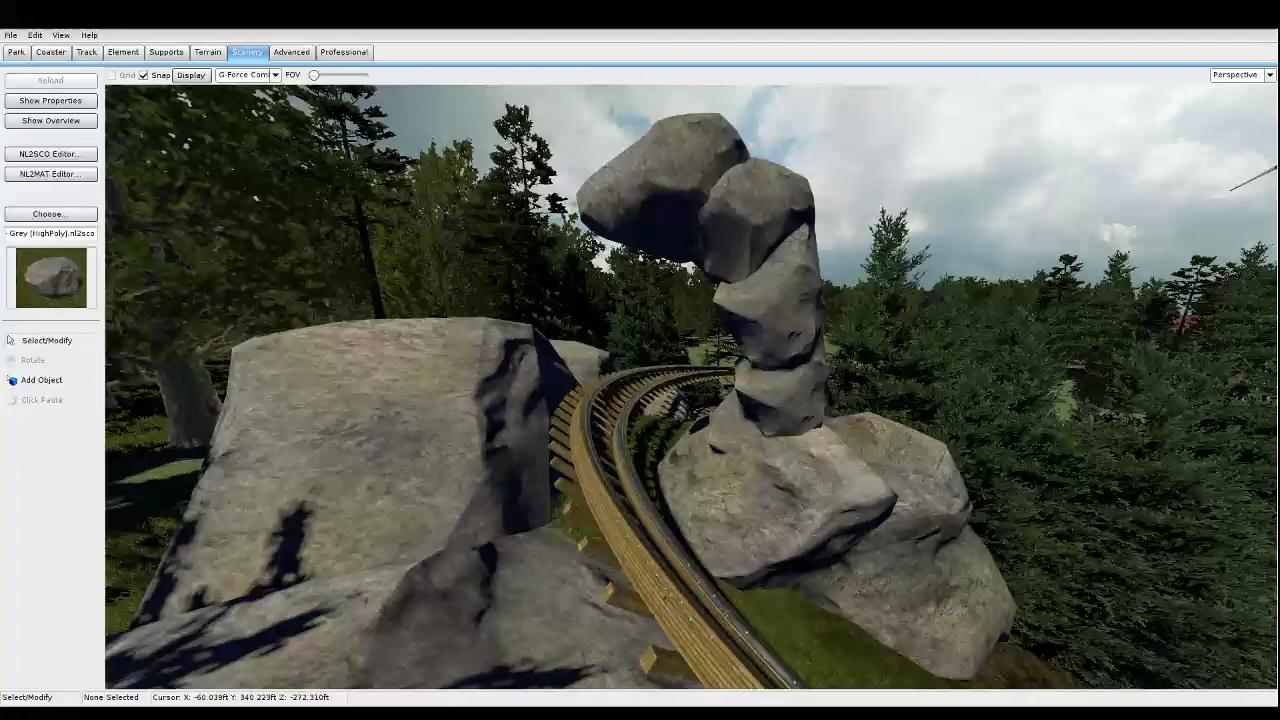 File Edit View Help
Park Coaster Track Element Supports Terrain Scenery Advanced Professional
Reload Grid Snap Display G-Force Com FOV Perspective
Show Properties
Show Overview
NL2SCO Editor...
NL2MAT Editor...
Choose...
Grey [HighPoly].nl2sco
Select/Modify
Rotate
Add Object
Click Paste
Select/Modify None Selected Cursor: X: -60.039ft Y: 340.223ft Z: -272.310ft